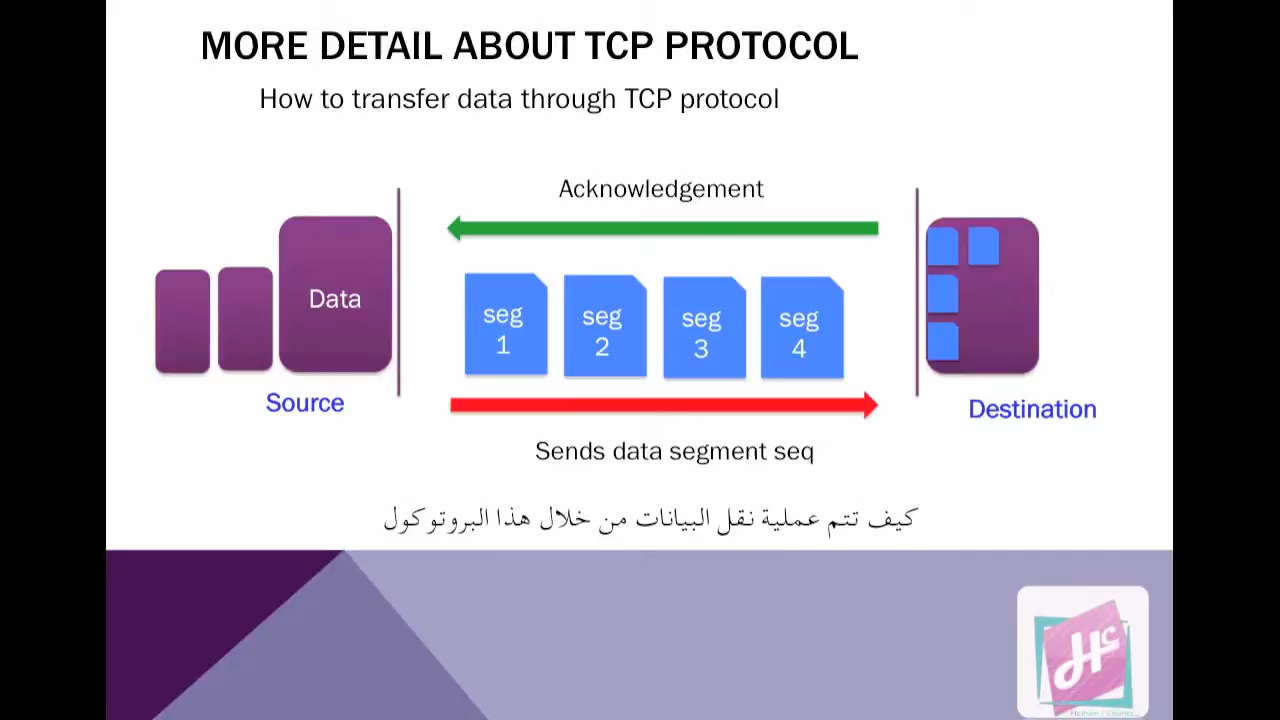 MORE DETAIL ABOUT TCP PROTOCOL
How to transfer data through TCP protocol
Acknowledgement
Data
seg
1
seg
2
seg
3
seg
4
Source
Destination
Sends data segment seq
كيف تتم عملية نقل البيانات من خلال هذا البروتوكول
Hc